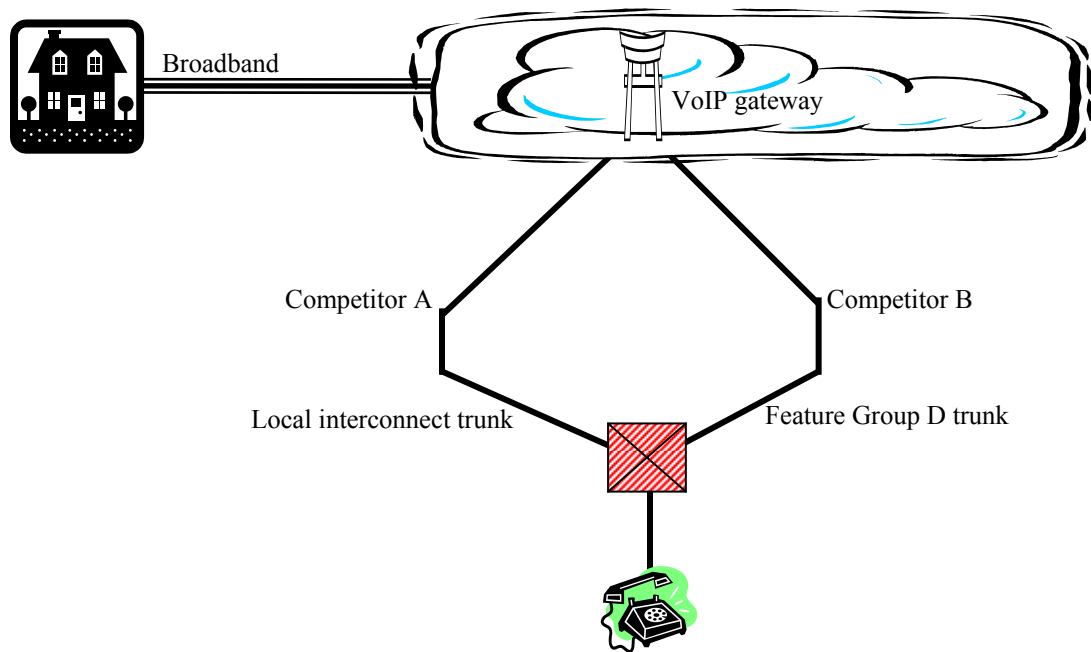 Broadband
VoIP gateway
Competitor A
Competitor B
Local interconnect trunk
Feature Group D trunk